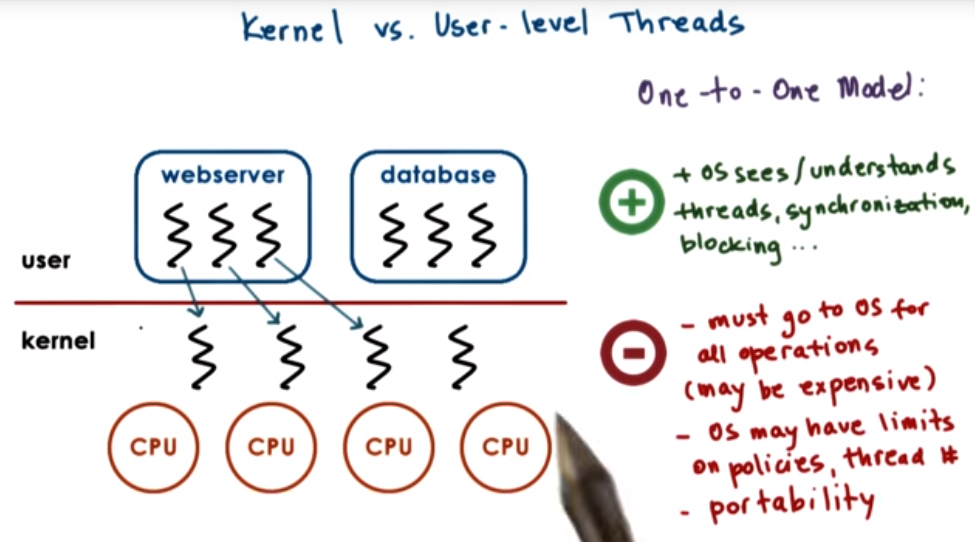 Kernel vs. User-level Threads
One-to-One Model:
webserver
database
user
kernel
CPU CPU CPU CPU
+ OS sees/understands
threads, synchronization,
blocking ...
- must go to OS for
all operations
(may be expensive)
- OS may have limits
on policies, thread #
- portability